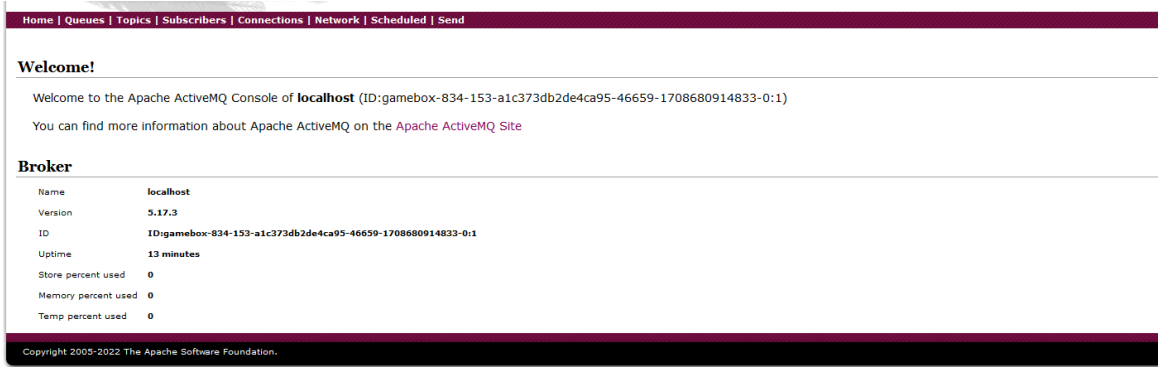 Home | Queues | Topics | Subscribers | Connections | Network | Scheduled | Send
Welcome!
Welcome to the Apache ActiveMQ Console of localhost (ID:gamebox-834-153-a1c373db2de4ca95-46659-1708680914833-0:1)
You can find more information about Apache ActiveMQ on the Apache ActiveMQ Site
Broker
Name localhost
Version 5.17.3
ID ID:gamebox-834-153-a1c373db2de4ca95-46659-1708680914833-0:1
Uptime 13 minutes
Store percent used 0
Memory percent used 0
Temp percent used 0
Copyright 2005-2022 The Apache Software Foundation.